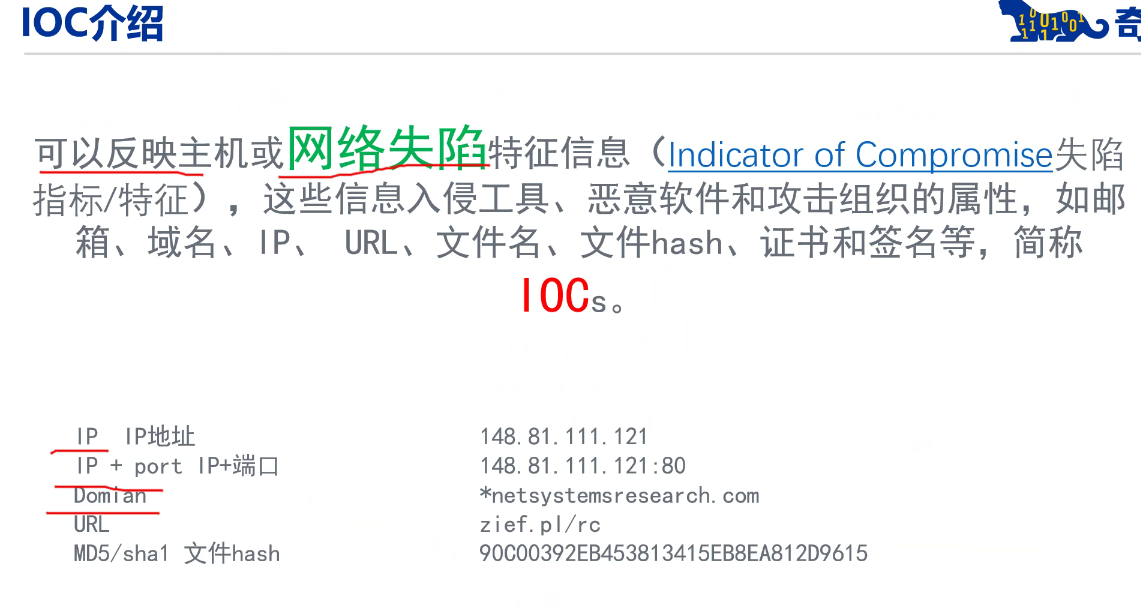 IOC介绍
奇
可以反映主机或网络失陷特征信息（Indicator of Compromise失陷
指标/特征），这些信息入侵工具、恶意软件和攻击组织的属性，如邮
箱、域名、IP、 URL、文件名、文件hash、证书和签名等，简称
IOCs。
IP IP地址 148.81.111.121
IP + port IP+端口 148.81.111.121:80
Domian *netsystemsresearch.com
URL zief.pl/rc
MD5/sha1 文件hash 90C00392EB453813415EB8EA812D9615